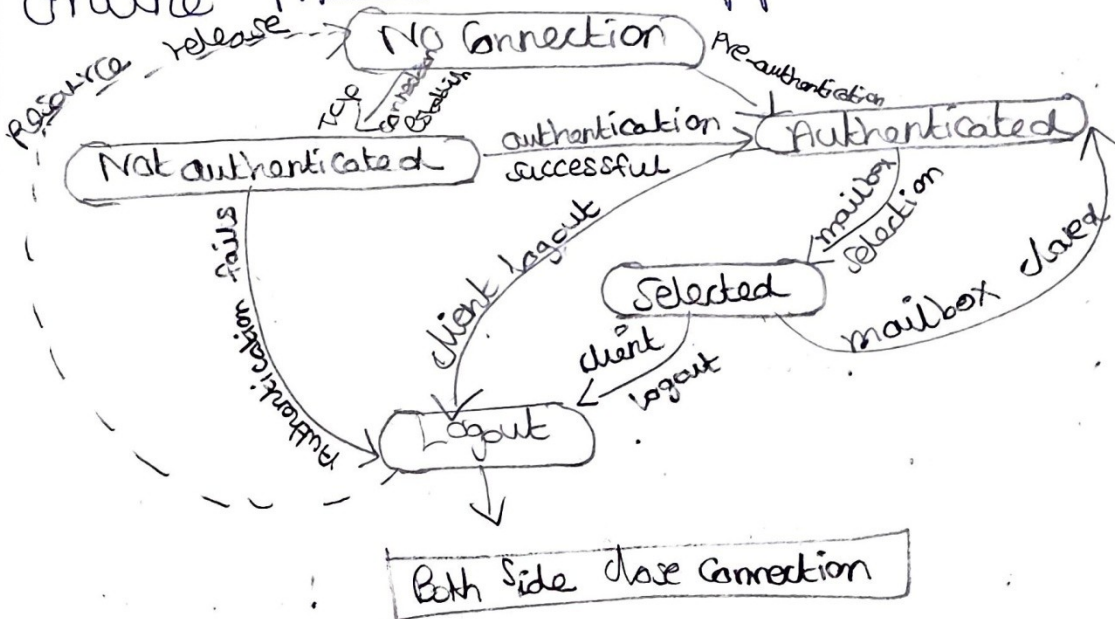 No Connection
Resource release
Pre-authentication
TCP
Connection
Establish
authentication
successful
Authenticated
Not authenticated
mailbox
selection
client logout
Authentication fails
Selected
mailbox closed
client
logout
Logout
Both Side close Connection